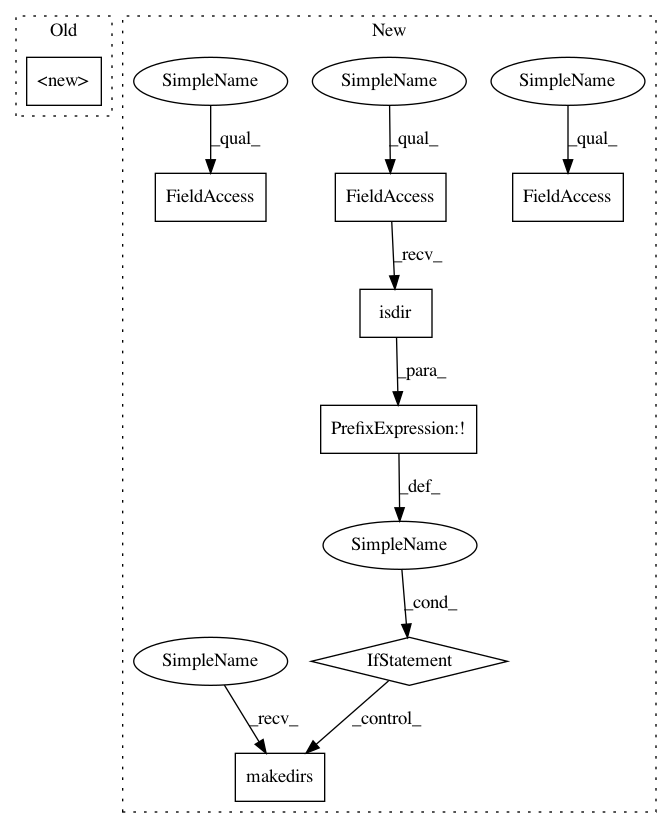 Old
New
<new>
SimpleName
SimpleName
SimpleName
_qual_
_qual_
_qual_
FieldAccess
FieldAccess
FieldAccess
_recv_
isdir
_para_
PrefixExpression:!
_def_
SimpleName
_cond_
SimpleName
IfStatement
_recv_
_control_
makedirs